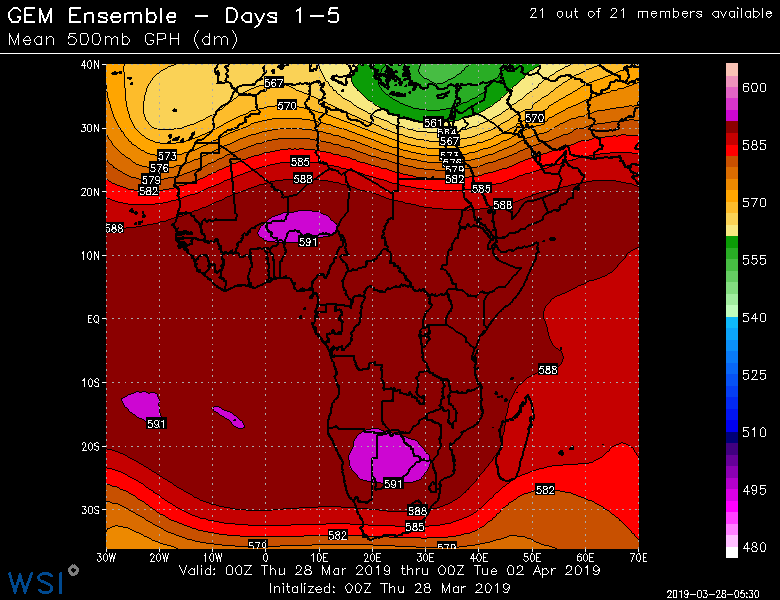 GEM Ensemble - Days 1-5
21 out of 21 members available
Mean 500mb GPH (dm)
40N
30N
20N
10N
EQ
10S
20S
30S
567
570
561
564
567
570
573
573
576
576
579
579
582
582
585
585
588
588
588
591
588
591
591
582
588
585
582
579
579
30W
20W
10W
0
10E
20E
30E
40E
50E
60E
70E
600
585
570
555
540
525
510
495
480
Valid: 00Z Thu 28 Mar 2019 thru 00Z Tue 02 Apr 2019
Initalized: 00Z Thu 28 Mar 2019
WSI
2019-03-28-05:30